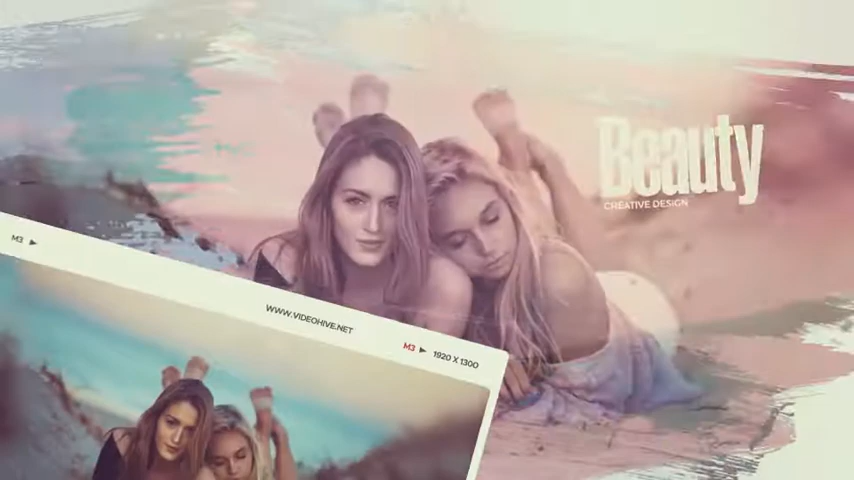 Beauty
CREATIVE DESIGN
M3
WWW.VIDEOHIVE.NET
M3 1920 X 1300